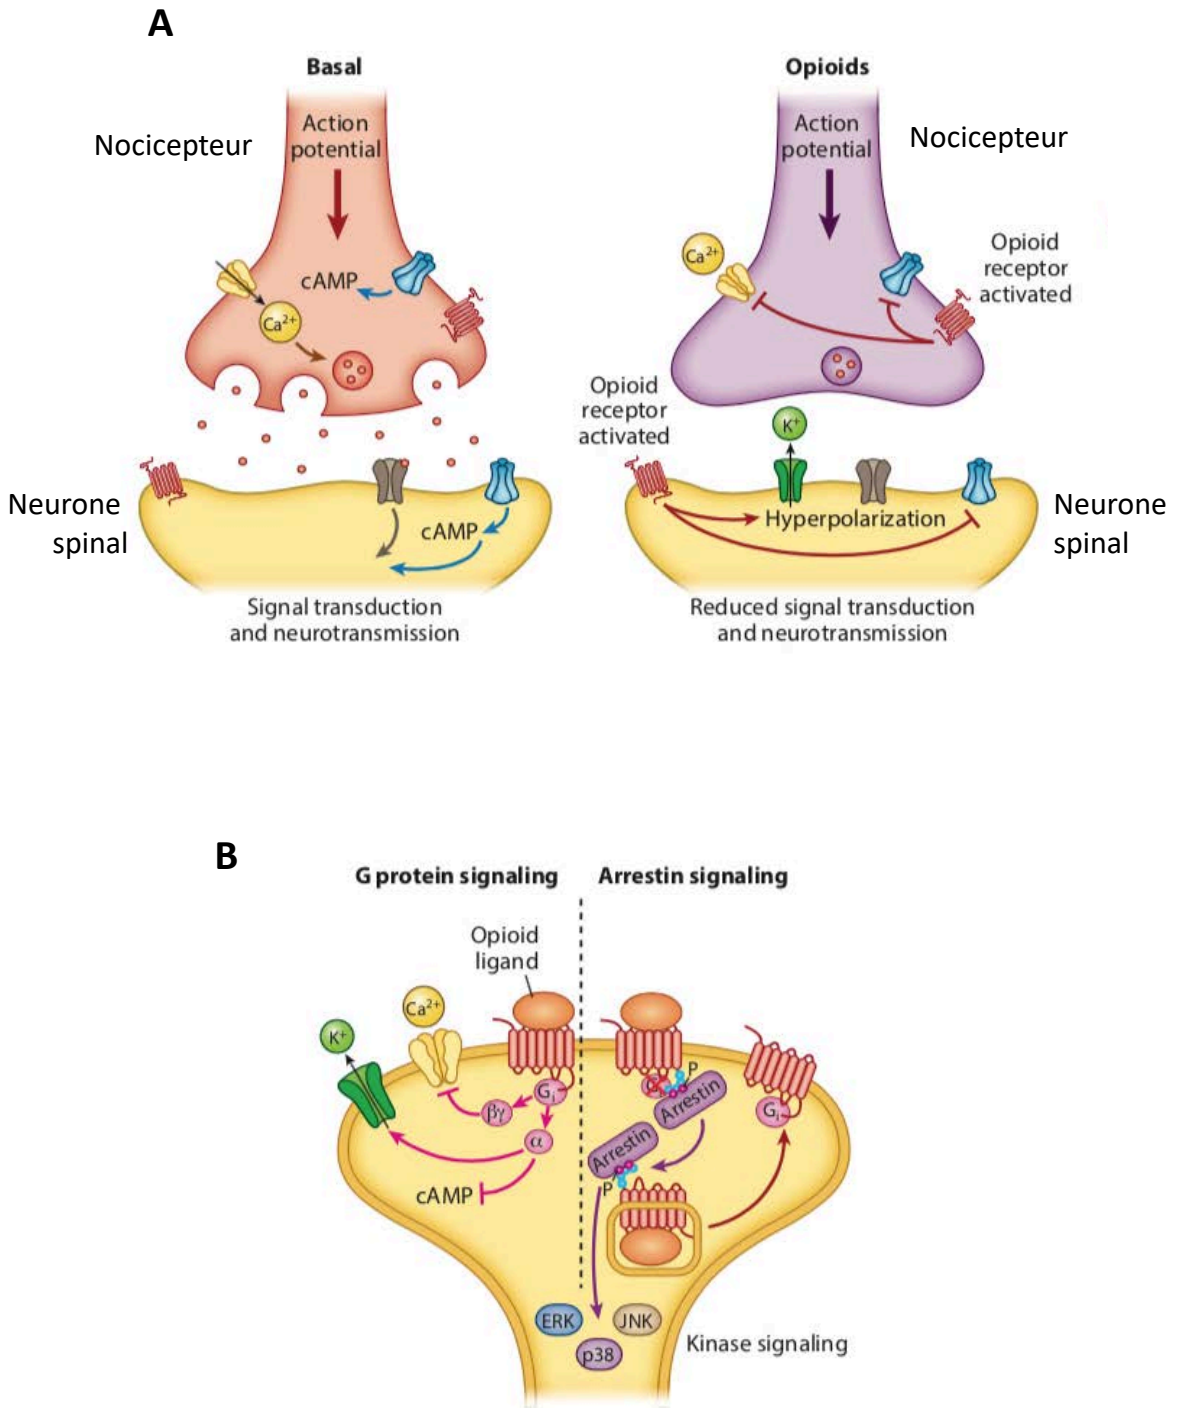 A
Basal
Nocicepteur
Action
potential
cAMP
Ca²⁺
Neurone
spinal
cAMP
Signal transduction
and neurotransmission
Opioids
Action
potential
Nocicepteur
Ca²⁺
Opioid
receptor
activated
Opioid
receptor
activated
K⁺
Hyperpolarization
Neurone
spinal
Reduced signal transduction
and neurotransmission
B
G protein signaling
Arrestin signaling
Opioid
ligand
Ca²⁺
K⁺
Gᵢ
βγ
α
cAMP
P
Arrestin
Arrestin
P
Gᵢ
ERK
JNK
p38
Kinase signaling